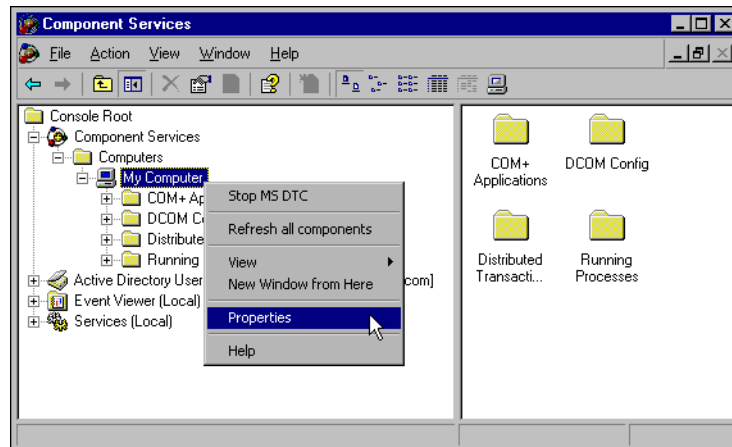 Component Services
File Action View Window Help
Console Root
Component Services
Computers
My Computer
COM+ Ap
DCOM C
Distribute
Running
Active Directory User
com]
Event Viewer (Local)
Services (Local)
Stop MS DTC
Refresh all components
View
New Window from Here
Properties
Help
COM+
Applications
DCOM Config
Distributed
Transacti...
Running
Processes